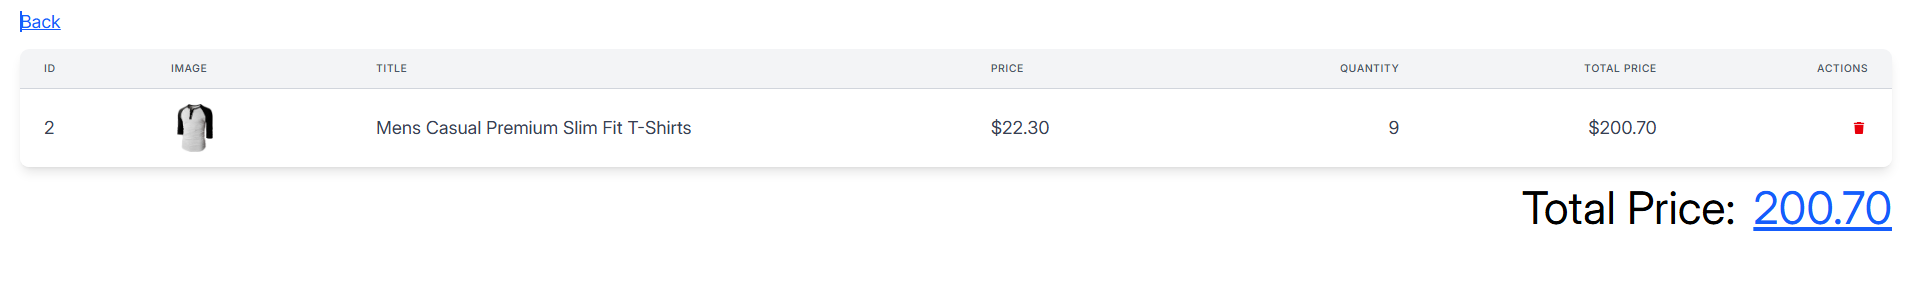 Back
ID IMAGE TITLE PRICE QUANTITY TOTAL PRICE ACTIONS
2 Mens Casual Premium Slim Fit T-Shirts $22.30 9 $200.70
Total Price: 200.70